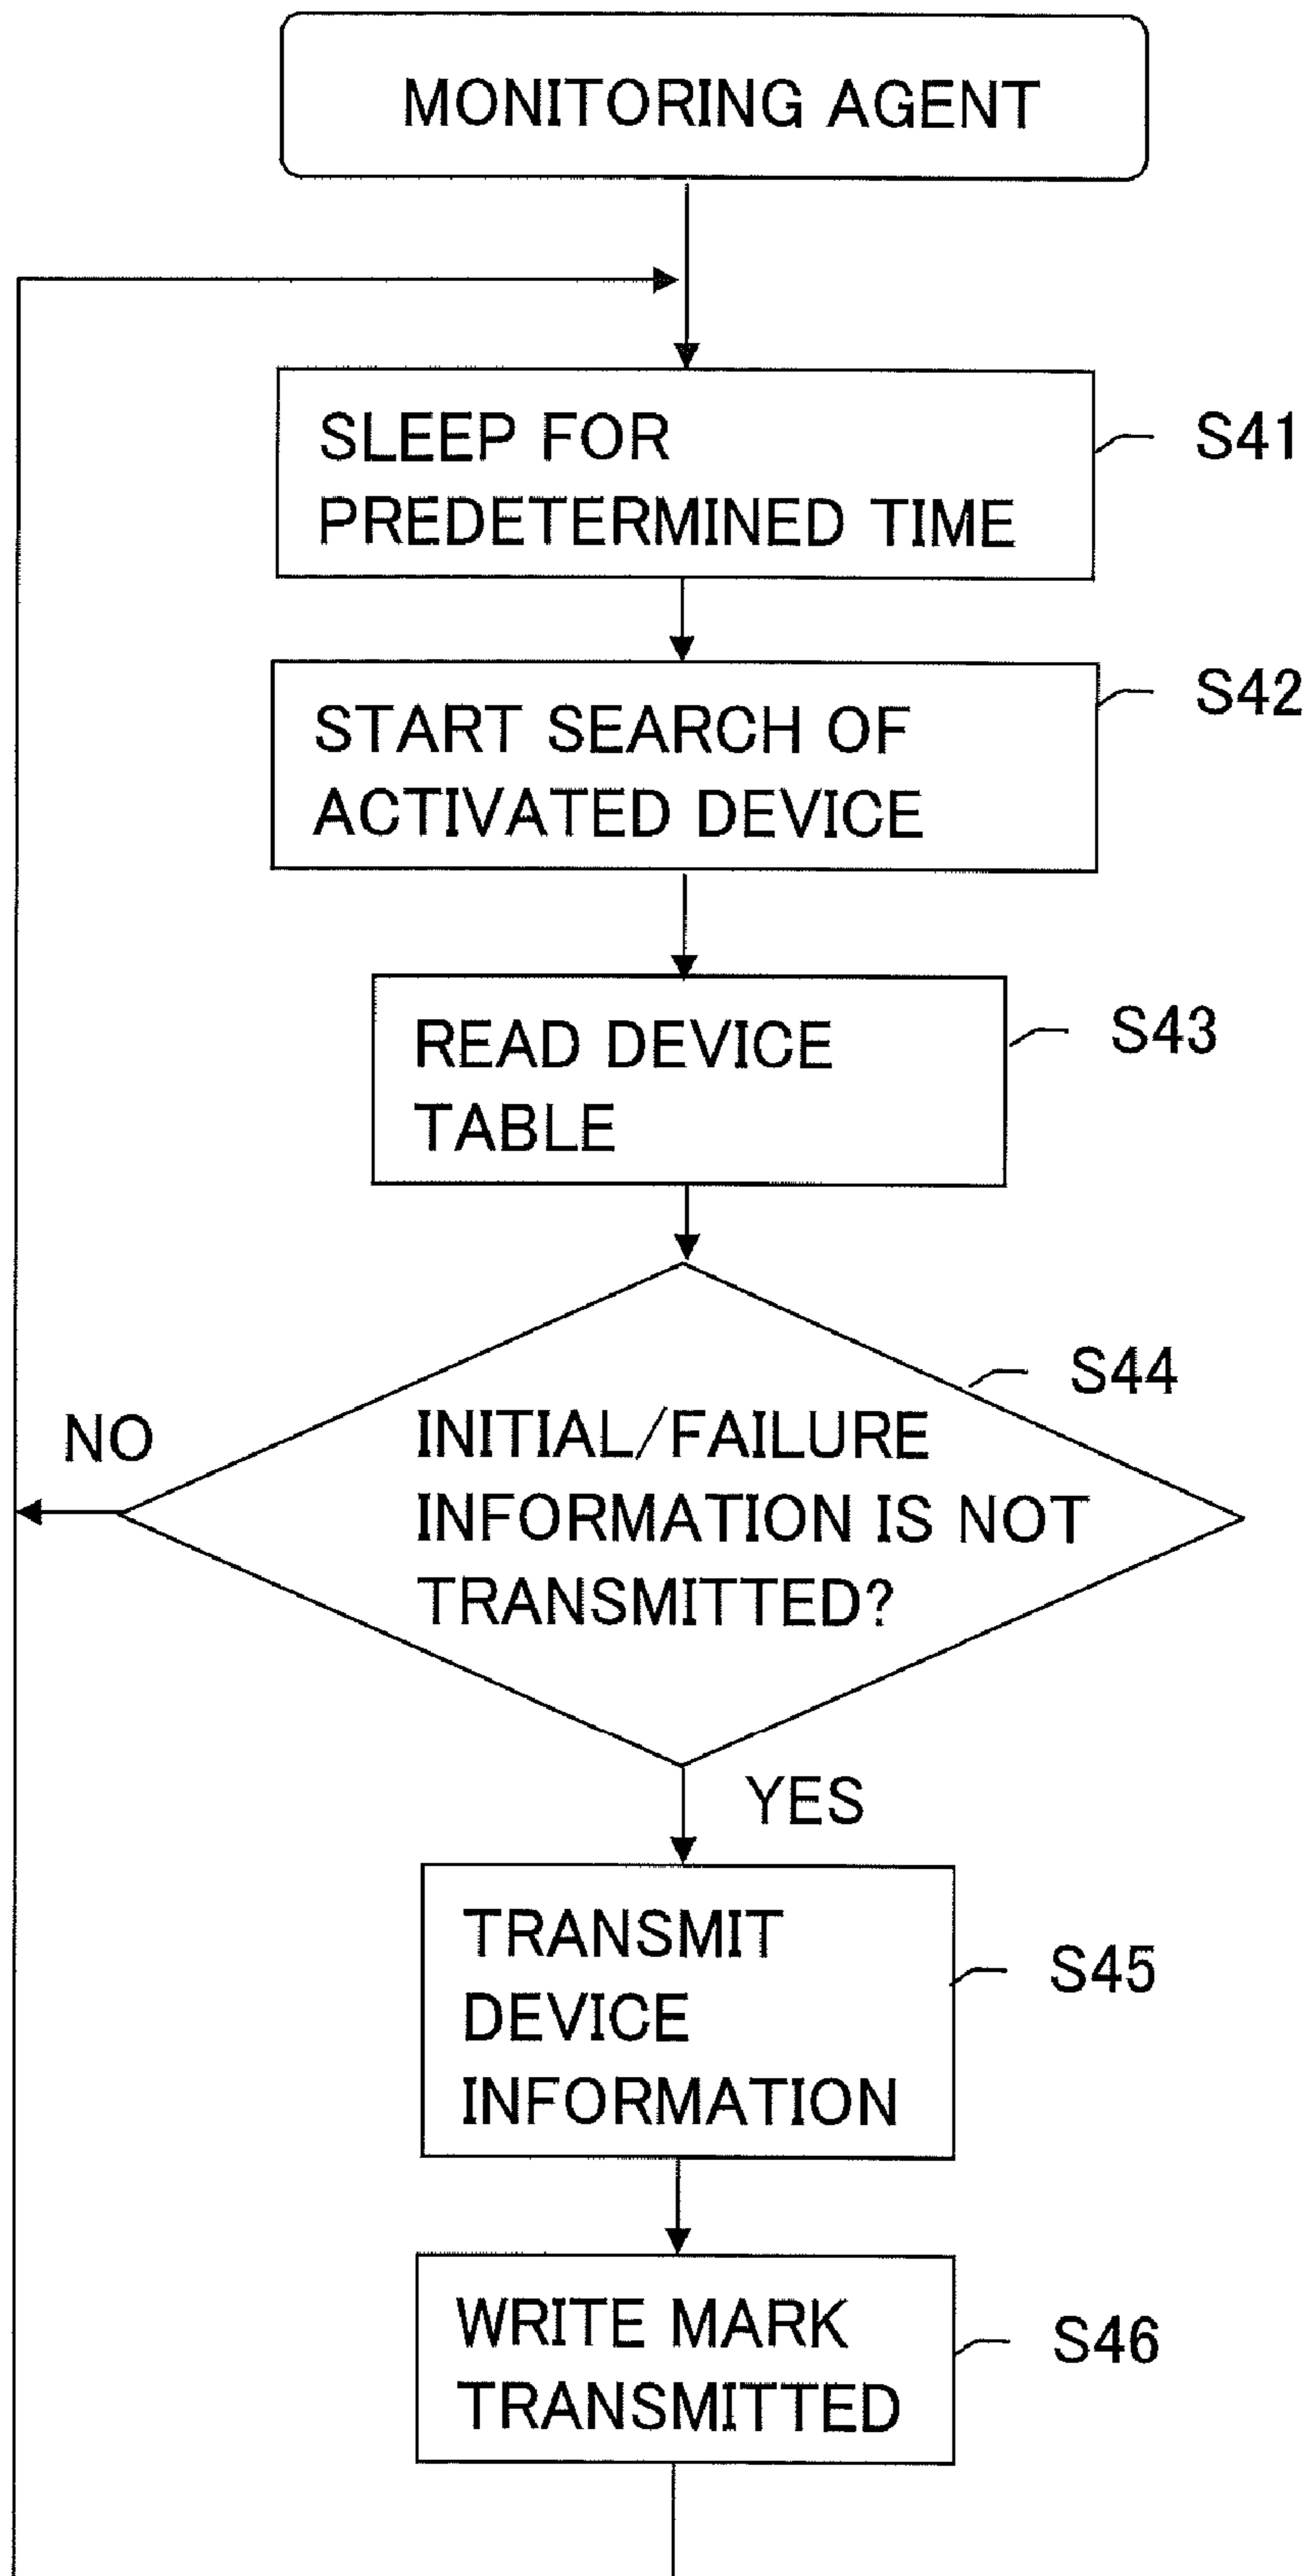 MONITORING AGENT
SLEEP FOR
PREDETERMINED TIME
S41
START SEARCH OF
ACTIVATED DEVICE
S42
READ DEVICE
TABLE
S43
S44
NO
INITIAL/FAILURE
INFORMATION IS NOT
TRANSMITTED?
YES
TRANSMIT
DEVICE
INFORMATION
S45
WRITE MARK
TRANSMITTED
S46